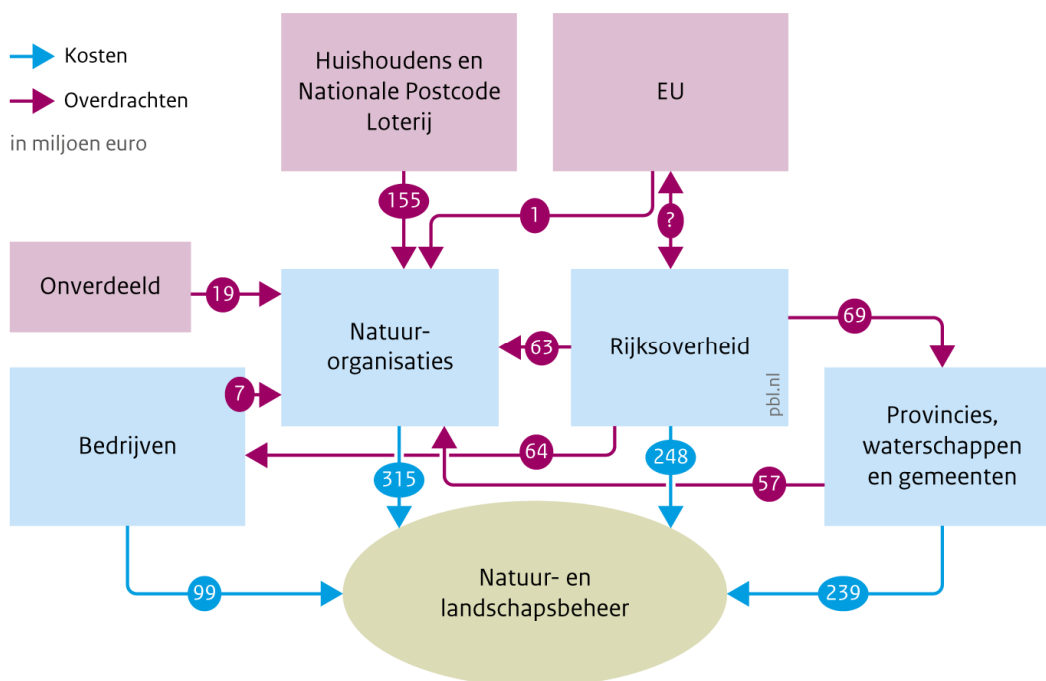 Kosten
Overdrachten
in miljoen euro
Huishoudens en
Nationale Postcode
Loterij
EU
155
1
?
Onverdeeld
19
Natuur-
organisaties
63
Rijksoverheid
69
pbl.nl
7
Bedrijven
64
315
248
57
Provincies,
waterschappen
en gemeenten
99
Natuur- en
landschapsbeheer
239